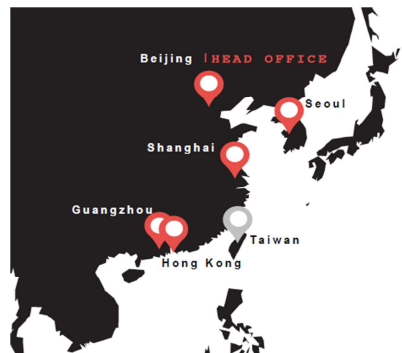 Beijing | HEAD OFFICE
Seoul
Shanghai
Guangzhou
Taiwan
Hong Kong